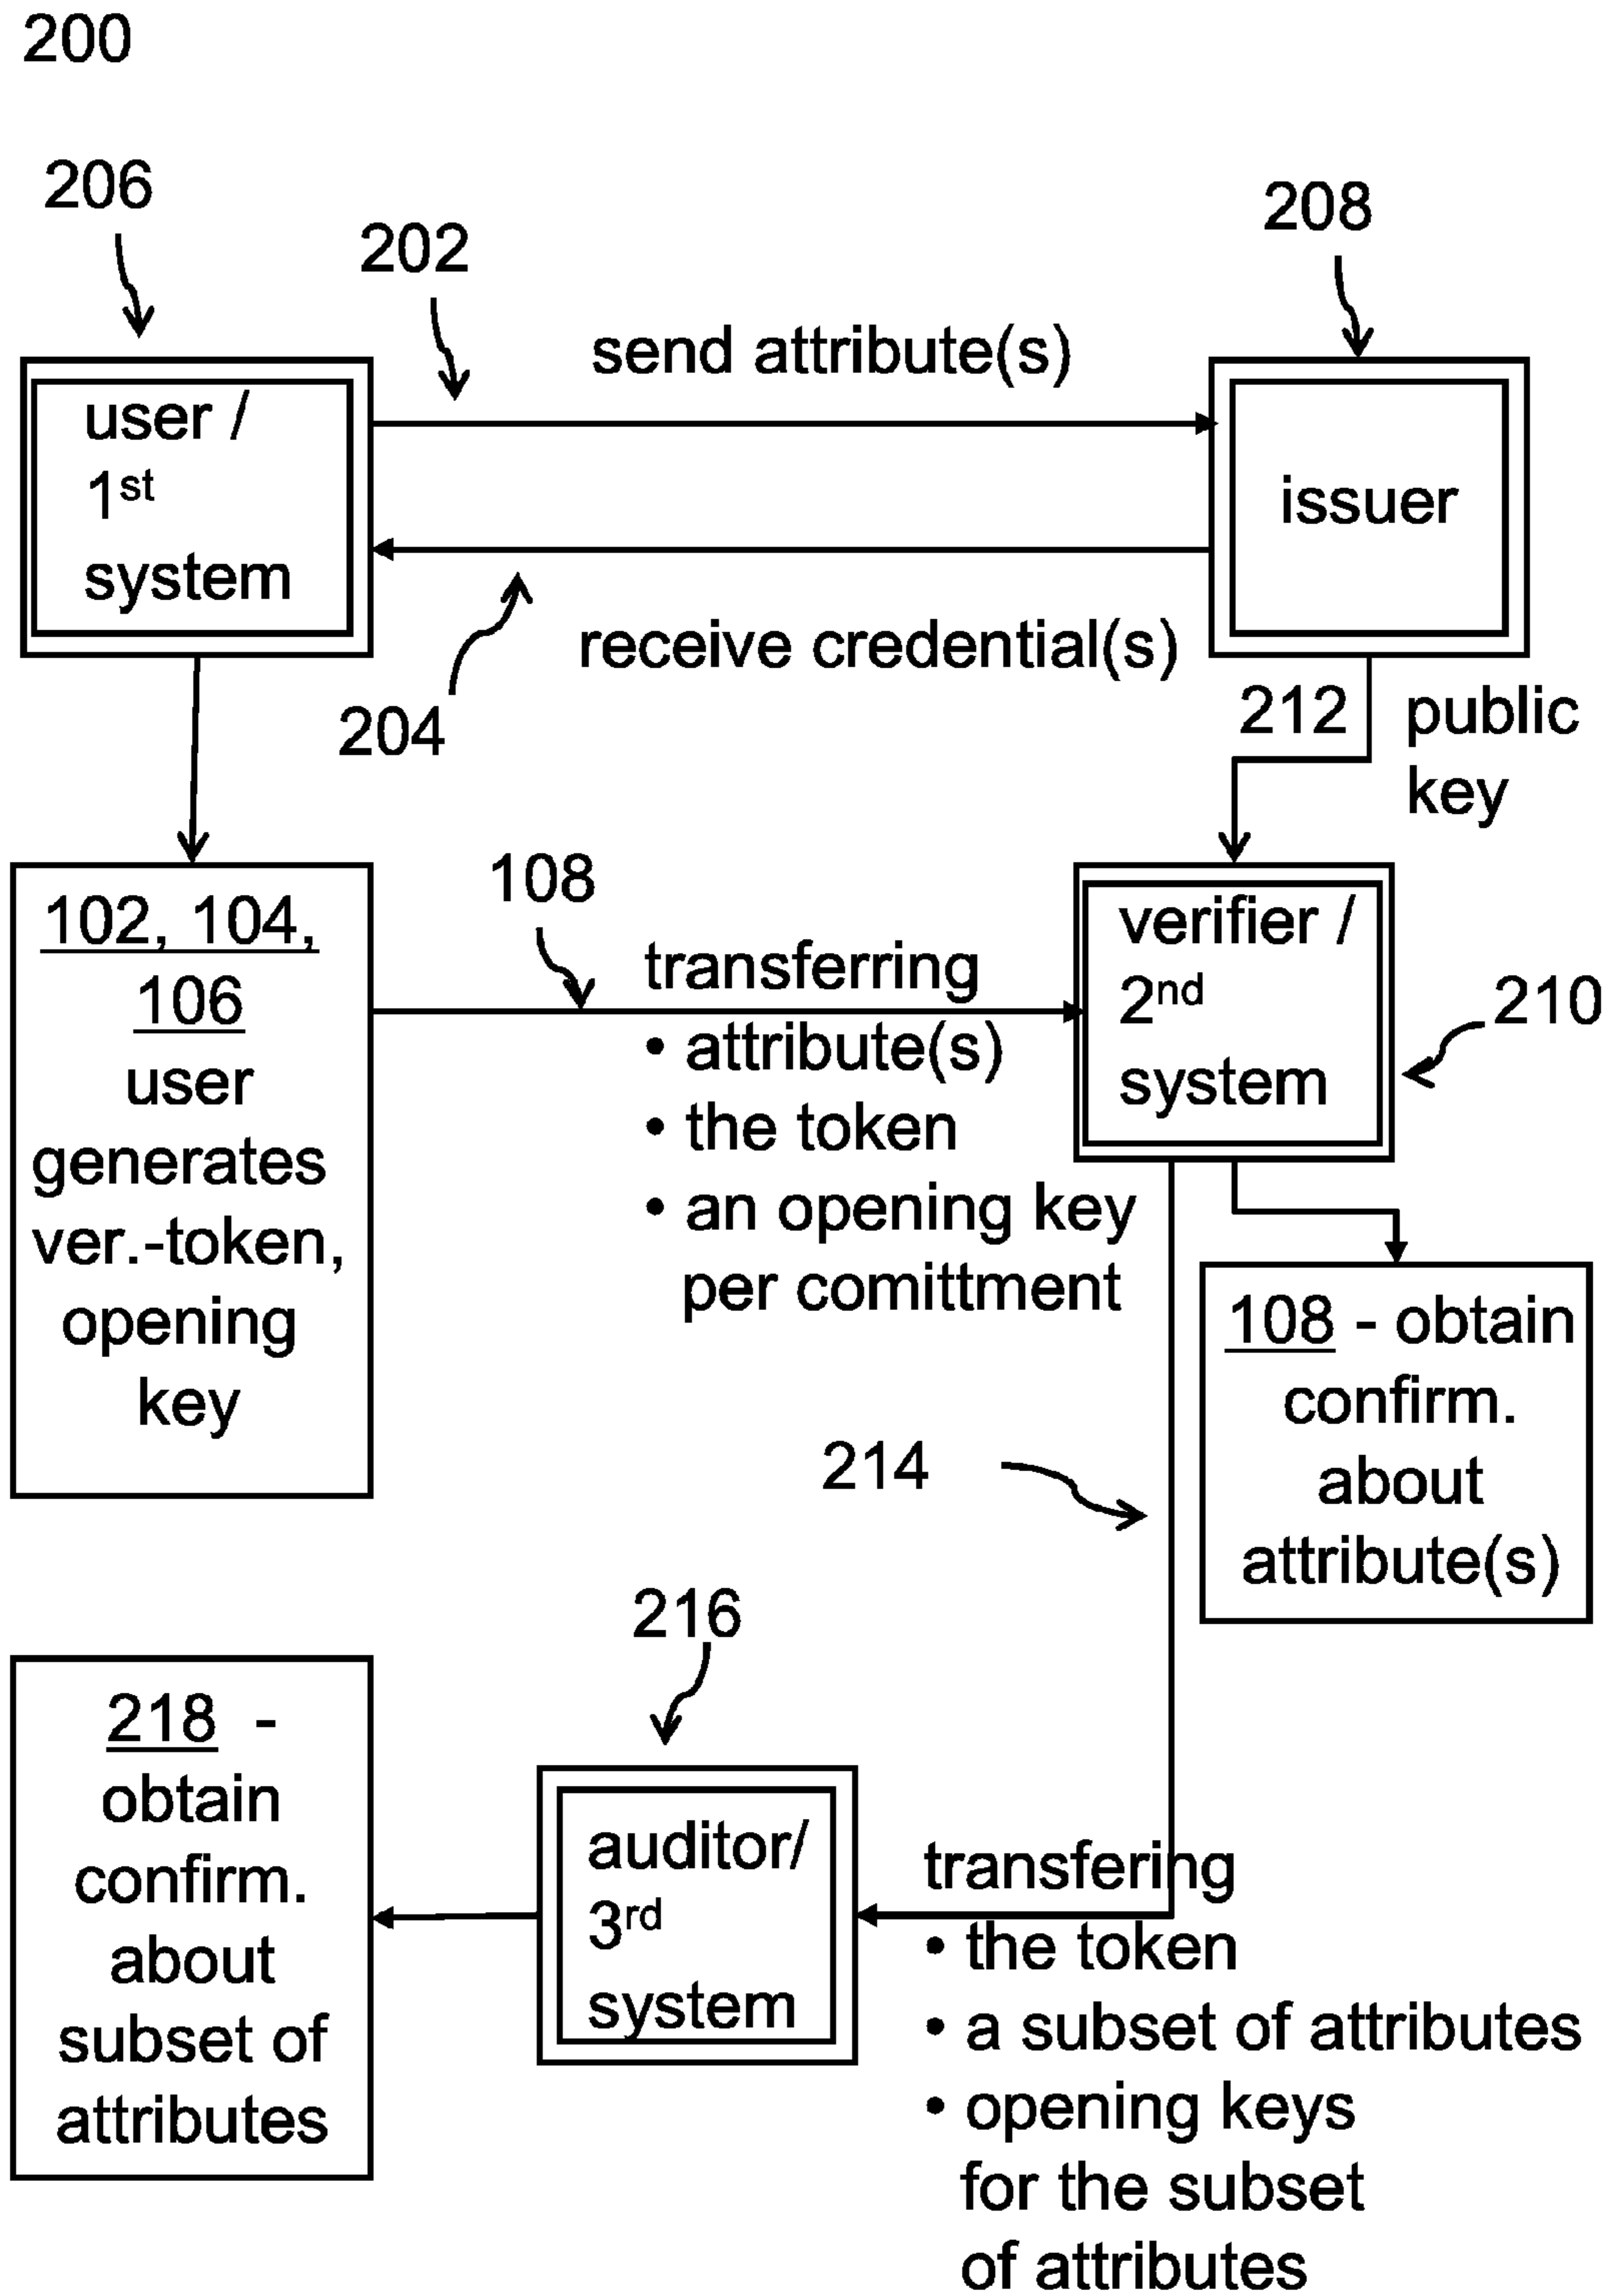 200
206
208
202
send attribute(s)
user /
1st
system
issuer
receive credential(s)
204
212
public
key
108
102, 104,
106
user
generates
ver.-token,
opening
key
transferring
• attribute(s)
• the token
• an opening key
per comittment
verifier /
2nd
system
210
108 - obtain
confirm.
about
attribute(s)
214
216
218 -
obtain
confirm.
about
subset of
attributes
auditor/
3rd
system
transfering
• the token
• a subset of attributes
• opening keys
for the subset
of attributes